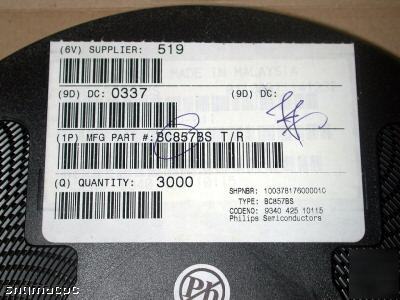 (6V) SUPPLIER: 519
MADE IN MALAYSIA
(9D) DC: 0337 (9D) DC:
(1P) MFG PART #: BC857BS T/R
(Q) QUANTITY: 3000
SHPNBR: 100378176000010
TYPE: BC857BS
CODENO: 9340 425 10115
Philips Semiconductors
Pb